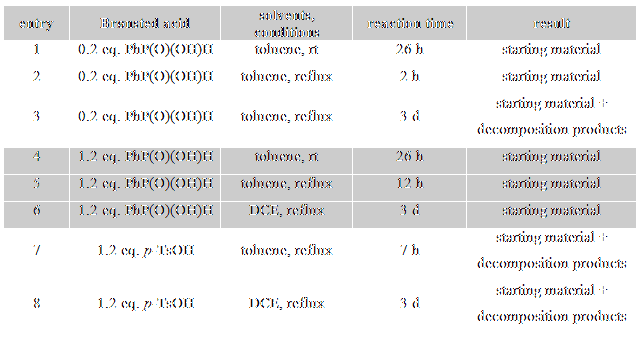 entry Brønsted acid solvents, conditions reaction time result
1 0.2 eq. PhP(O)(OH)H toluene, rt 26 h starting material
2 0.2 eq. PhP(O)(OH)H toluene, reflux 2 h starting material
3 0.2 eq. PhP(O)(OH)H toluene, reflux 3 d starting material +
decomposition products
4 1.2 eq. PhP(O)(OH)H toluene, rt 26 h starting material
5 1.2 eq. PhP(O)(OH)H toluene, reflux 12 h starting material
6 1.2 eq. PhP(O)(OH)H DCE, reflux 3 d starting material
7 1.2 eq. p-TsOH toluene, reflux 7 h starting material +
decomposition products
8 1.2 eq. p-TsOH DCE, reflux 3 d starting material +
decomposition products